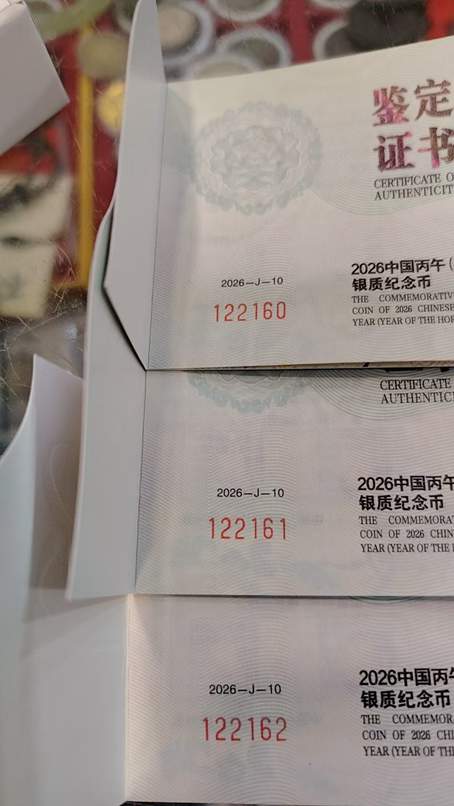 鉴定
证书
CERTIFICATE O
AUTHENTICIT
2026-J-10
122160
2026中国丙午(
银质纪念币
THE COMMEMORATIVE
COIN OF 2026 CHINESE
YEAR (YEAR OF THE HOR
CERTIFICATE
AUTHENTICI
2026-J-10
122161
2026中国丙午
银质纪念币
THE COMMEMORAT
COIN OF 2026 CHIN
YEAR (YEAR OF THE
2026-J-10
122162
2026中国丙午
银质纪念币
THE COMMEMOR
COIN OF 2026 CHI
YEAR (YEAR OF TH